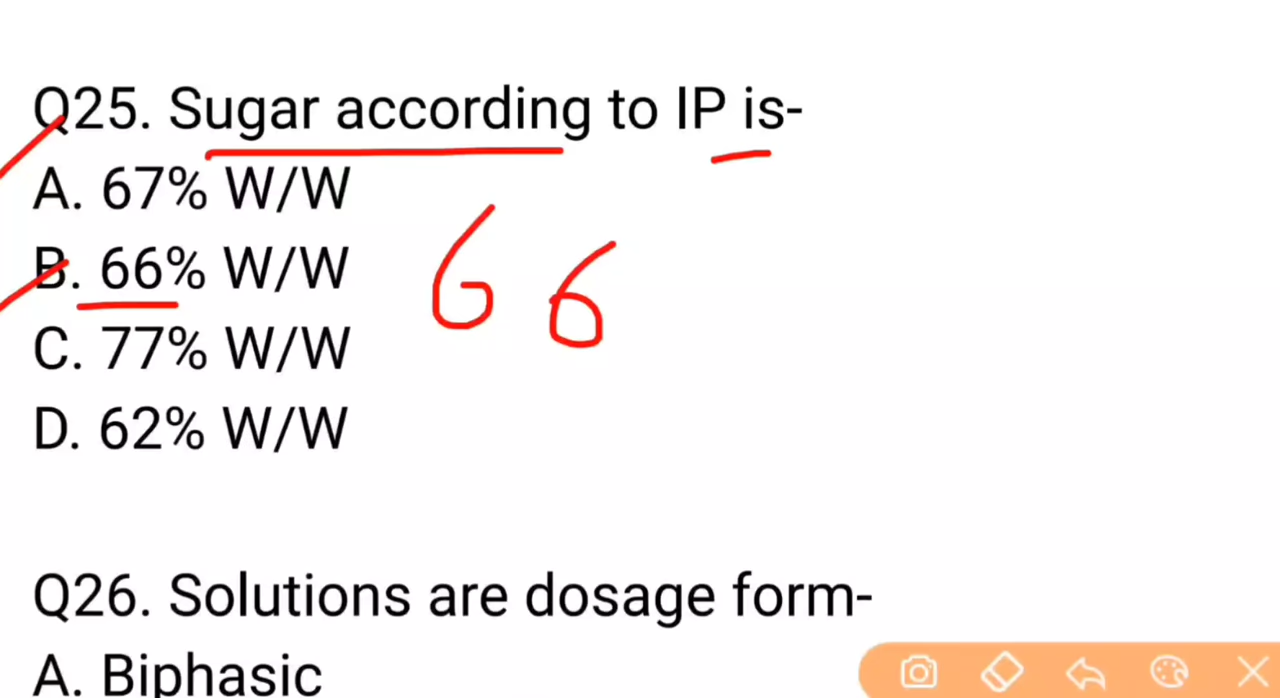 Q25. Sugar according to IP is-
A. 67% W/W
B. 66% W/W
66
C. 77% W/W
D. 62% W/W
Q26. Solutions are dosage form-
A. Biphasic